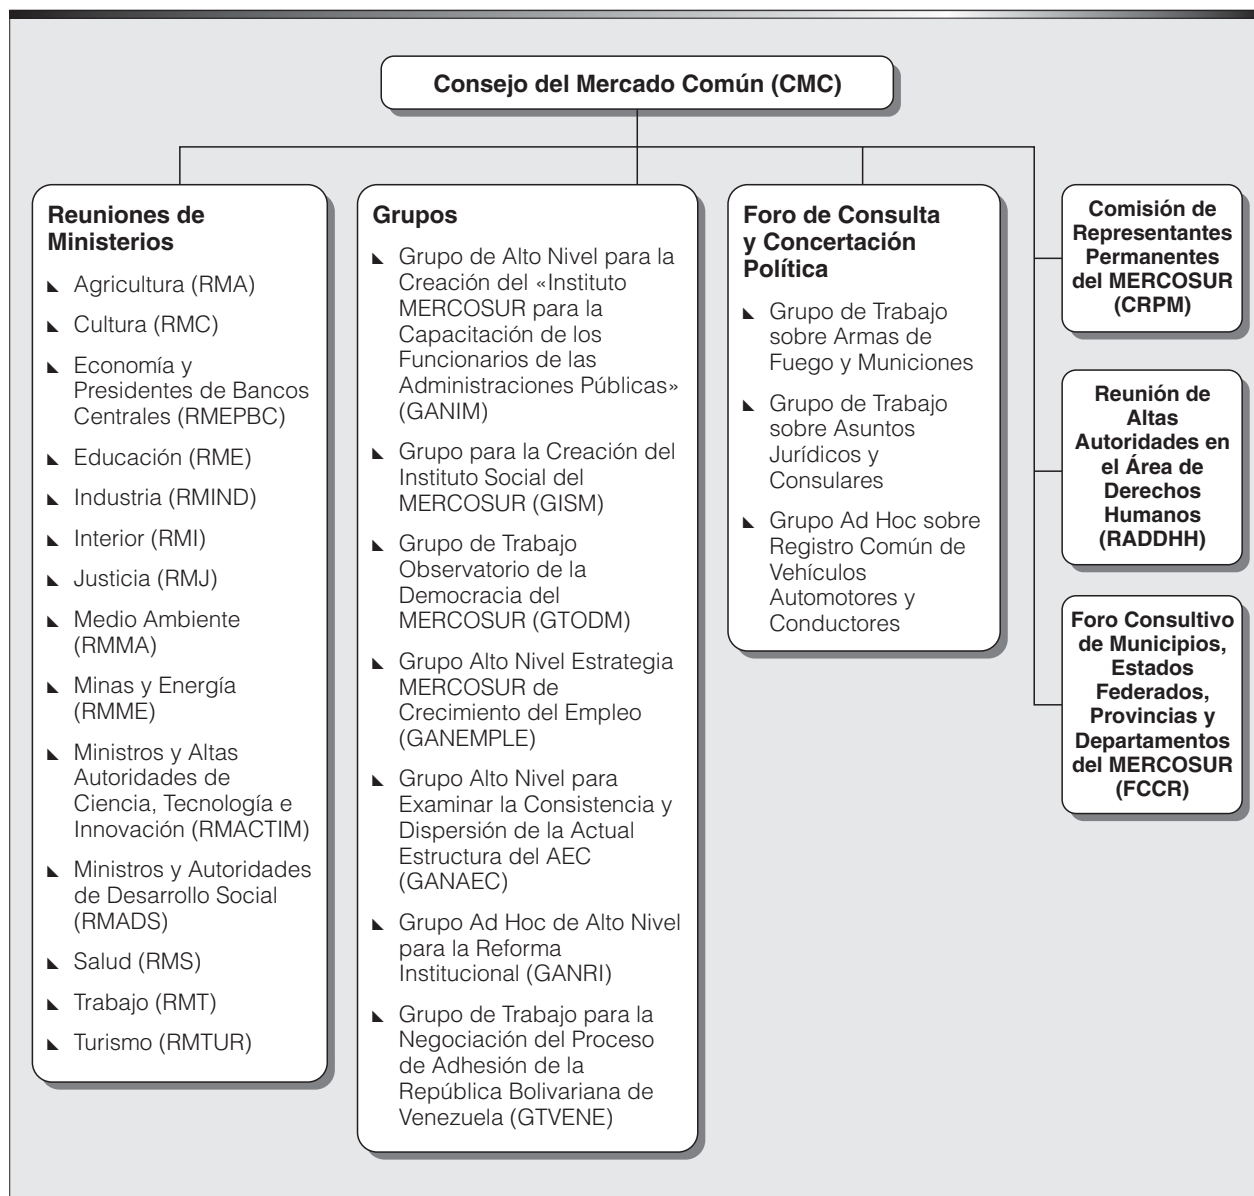 Consejo del Mercado Común (CMC)
Reuniones de
Ministerios
Agricultura (RMA)
Cultura (RMC)
Economía y
Presidentes de Bancos
Centrales (RMEPBC)
Educación (RME)
Industria (RMIND)
Interior (RMI)
Justicia (RMJ)
Medio Ambiente
(RMMA)
Minas y Energía
(RMME)
Ministros y Altas
Autoridades de
Ciencia, Tecnología e
Innovación (RMACTIM)
Ministros y Autoridades
de Desarrollo Social
(RMADS)
Salud (RMS)
Trabajo (RMT)
Turismo (RMTUR)
Grupos
Grupo de Alto Nivel para la
Creación del «Instituto
MERCOSUR para la
Capacitación de los
Funcionarios de las
Administraciones Públicas»
(GANIM)
Grupo para la Creación del
Instituto Social del
MERCOSUR (GISM)
Grupo de Trabajo
Observatorio de la
Democracia del
MERCOSUR (GTODM)
Grupo Alto Nivel Estrategia
MERCOSUR de
Crecimiento del Empleo
(GANEMPLE)
Grupo Alto Nivel para
Examinar la Consistencia y
Dispersión de la Actual
Estructura del AEC
(GANAEC)
Grupo Ad Hoc de Alto Nivel
para la Reforma
Institucional (GANRI)
Grupo de Trabajo para la
Negociación del Proceso
de Adhesión de la
República Bolivariana de
Venezuela (GTVENE)
Foro de Consulta
y Concertación
Política
Grupo de Trabajo
sobre Armas de
Fuego y Municiones
Grupo de Trabajo
sobre Asuntos
Jurídicos y
Consulares
Grupo Ad Hoc sobre
Registro Común de
Vehículos
Automotores y
Conductores
Comisión de
Representantes
Permanentes
del MERCOSUR
(CRPM)
Reunión de
Altas
Autoridades en
el Área de
Derechos
Humanos
(RADDHH)
Foro Consultivo
de Municipios,
Estados
Federados,
Provincias y
Departamentos
del MERCOSUR
(FCCR)